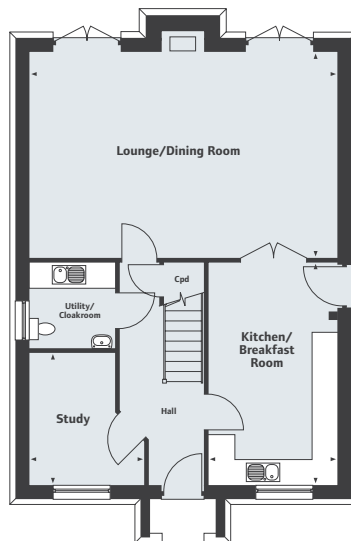 Lounge/Dining Room
Cpd
Utility/
Cloakroom
Kitchen/
Breakfast
Room
Study
Hall